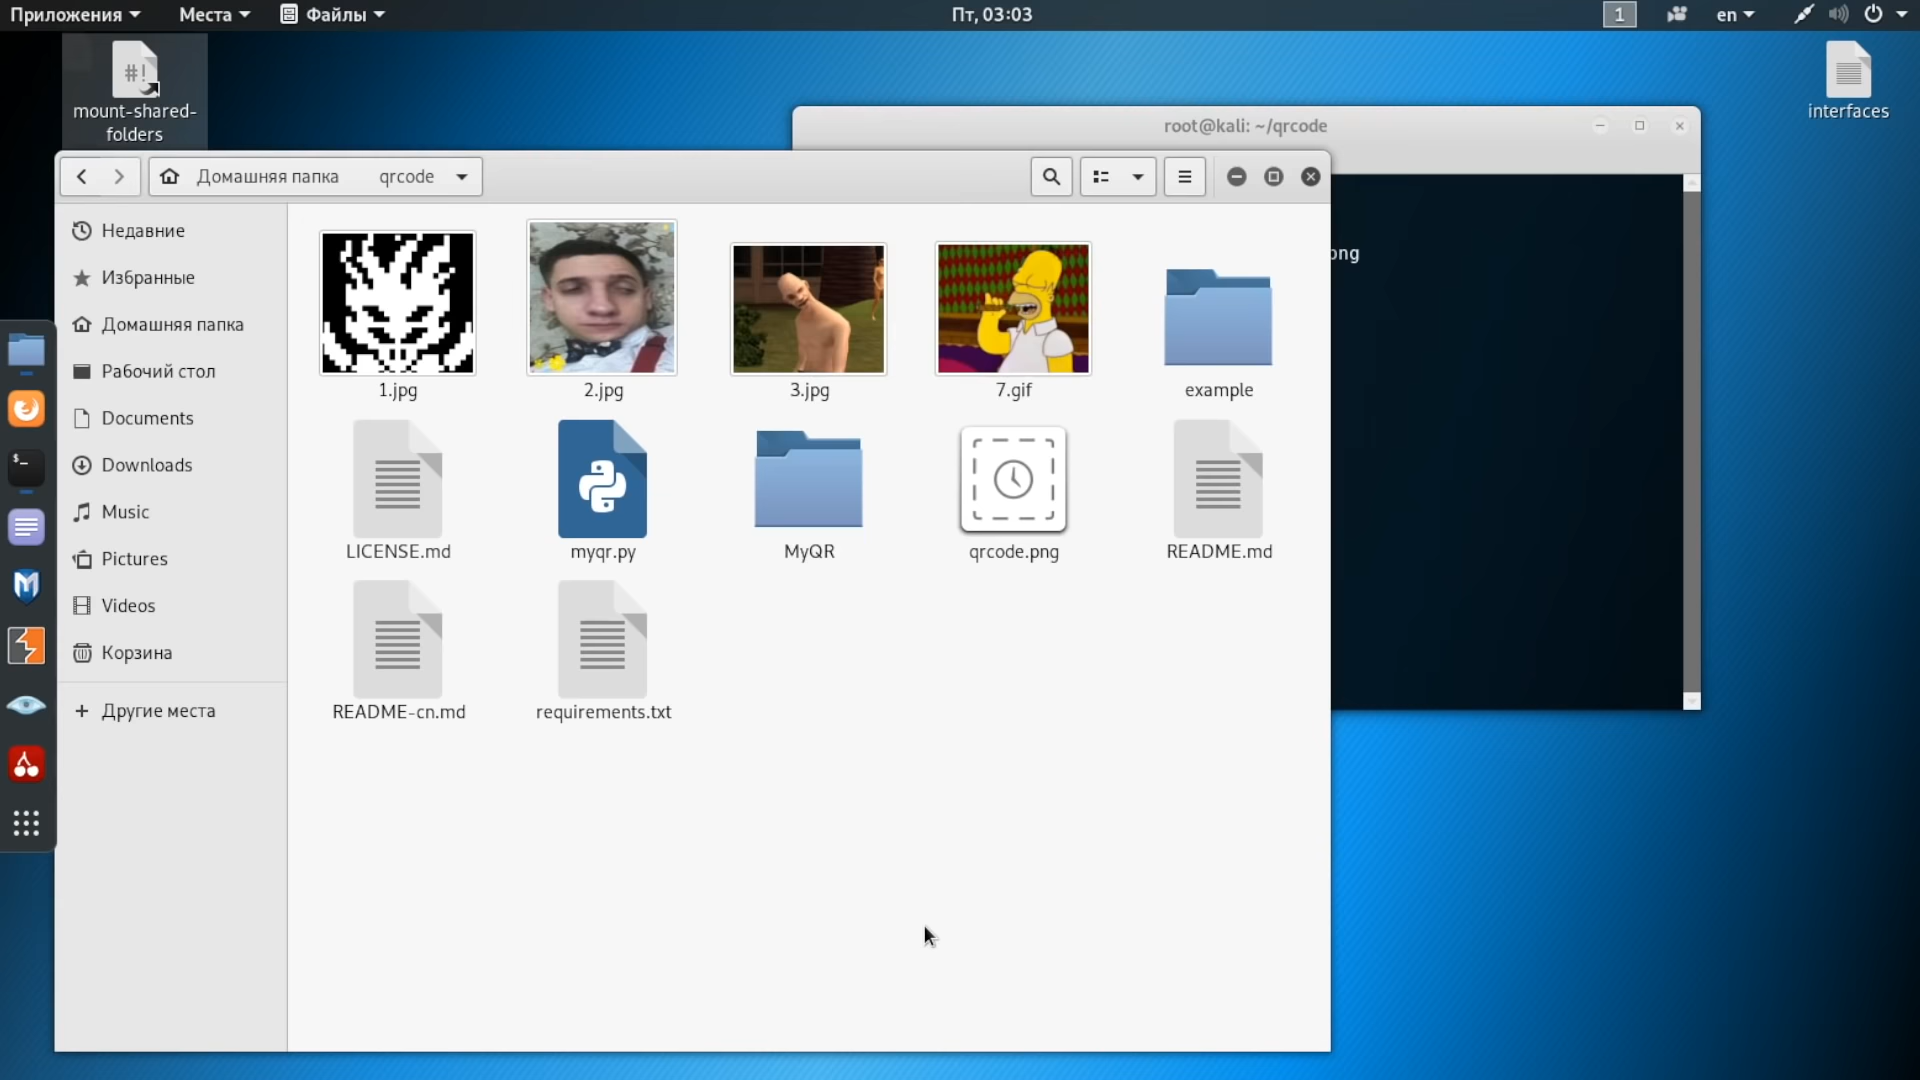 Приложения Места Файлы Пт, 03:03 1 en
mount-shared-
folders
interfaces
root@kali: ~/qrcode
Домашняя папка qrcode
Недавние
Избранные
Домашняя папка
Рабочий стол
Documents
Downloads
Music
Pictures
Videos
Корзина
Другие места
1.jpg 2.jpg 3.jpg 7.gif example
LICENSE.md myqr.py MyQR qrcode.png README.md
README-cn.md requirements.txt
png